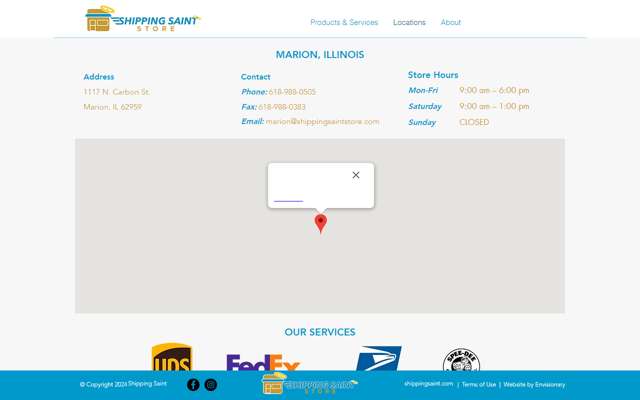 SHIPPING SAINT
STORE
Products & Services Locations About
MARION, ILLINOIS
Address
1117 N. Carbon St.
Marion, IL 62959
Contact
Phone: 618-988-0505
Fax: 618-988-0383
Email: marion@shippingsaintstore.com
Store Hours
Mon-Fri 9:00 am – 6:00 pm
Saturday 9:00 am – 1:00 pm
Sunday CLOSED
OUR SERVICES
ups
FedEx
SPEE-DEE
© Copyright 2024 Shipping Saint
SHIPPING SAINT
STORE
shippingsaint.com | Terms of Use | Website by Envisionary